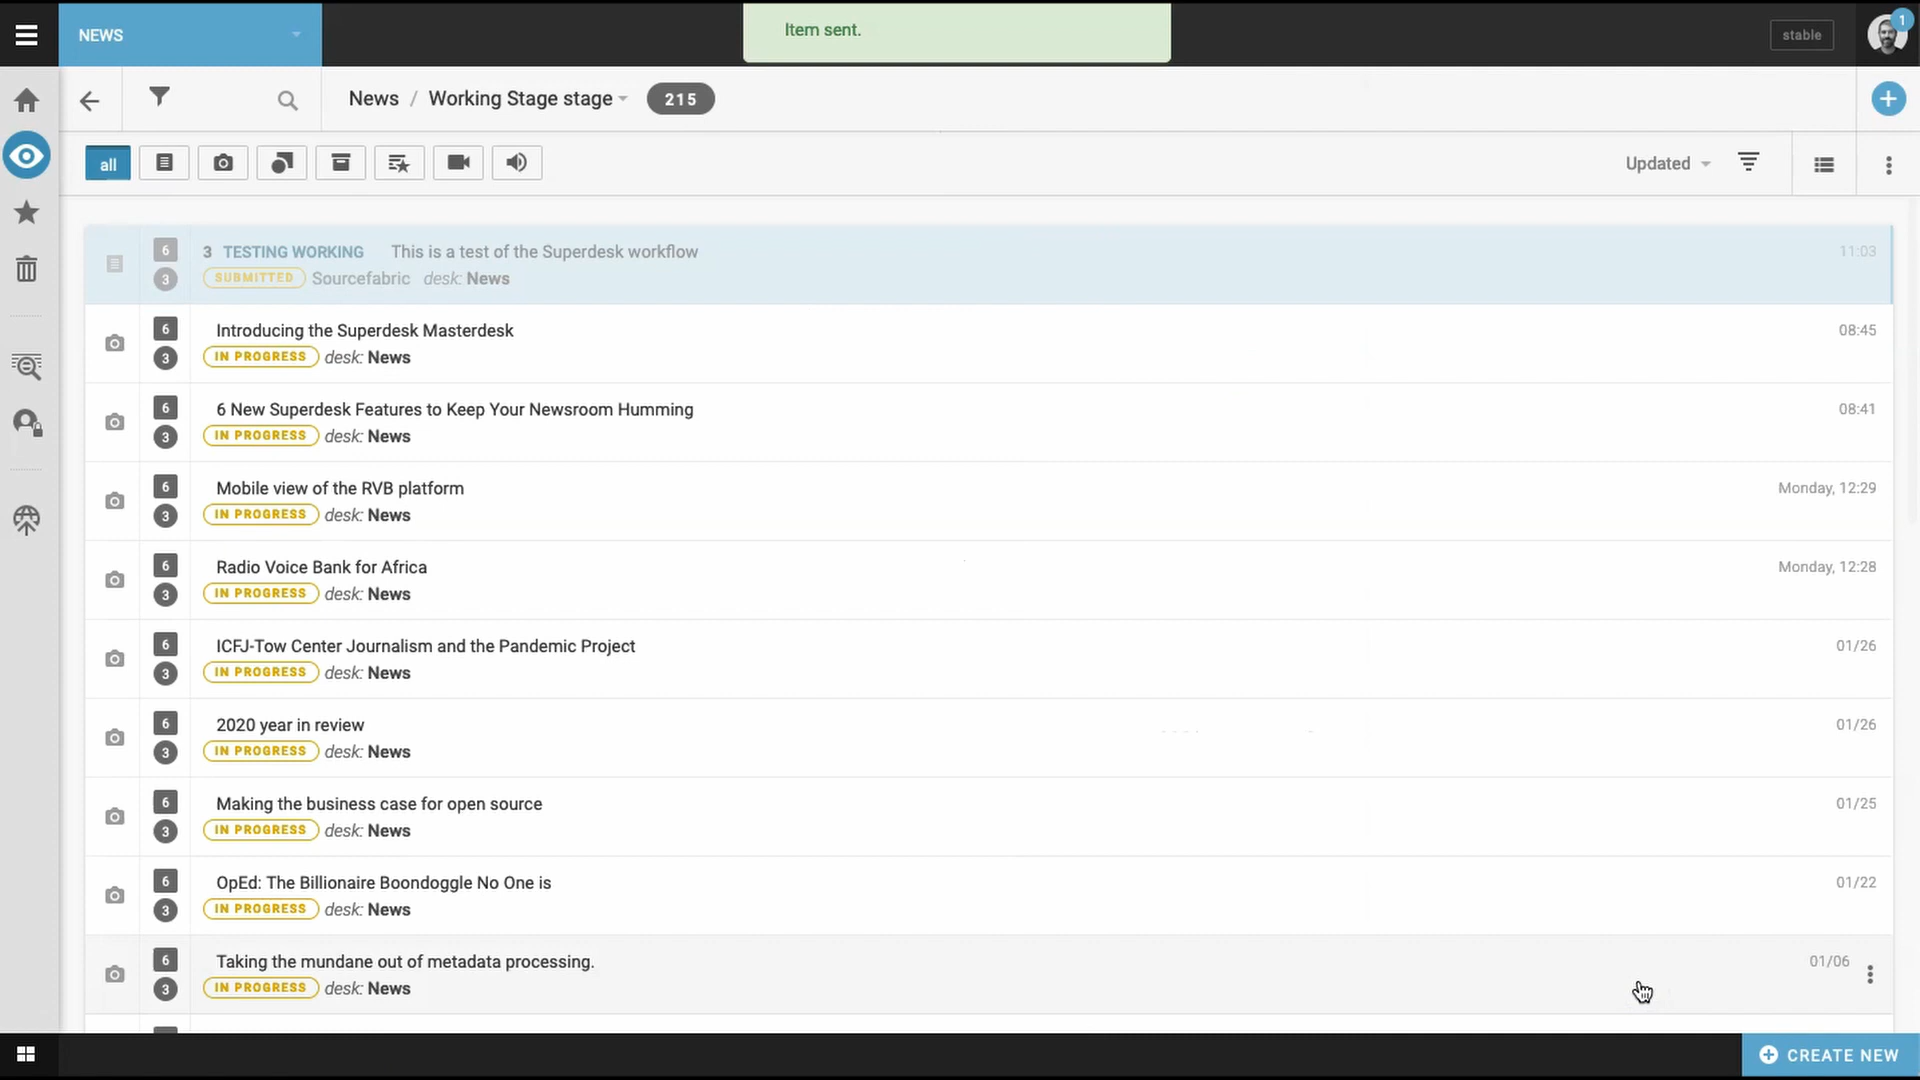 NEWS
Item sent.
stable
1
News / Working Stage stage 215
all
Updated
6 3 TESTING WORKING This is a test of the Superdesk workflow 11:03
3 SUBMITTED Sourcefabric desk: News
6 Introducing the Superdesk Masterdesk 08:45
3 IN PROGRESS desk: News
6 6 New Superdesk Features to Keep Your Newsroom Humming 08:41
3 IN PROGRESS desk: News
6 Mobile view of the RVB platform Monday, 12:29
3 IN PROGRESS desk: News
6 Radio Voice Bank for Africa Monday, 12:28
3 IN PROGRESS desk: News
6 ICFJ-Tow Center Journalism and the Pandemic Project 01/26
3 IN PROGRESS desk: News
6 2020 year in review 01/26
3 IN PROGRESS desk: News
6 Making the business case for open source 01/25
3 IN PROGRESS desk: News
6 OpEd: The Billionaire Boondoggle No One is 01/22
3 IN PROGRESS desk: News
6 Taking the mundane out of metadata processing. 01/06
3 IN PROGRESS desk: News
CREATE NEW